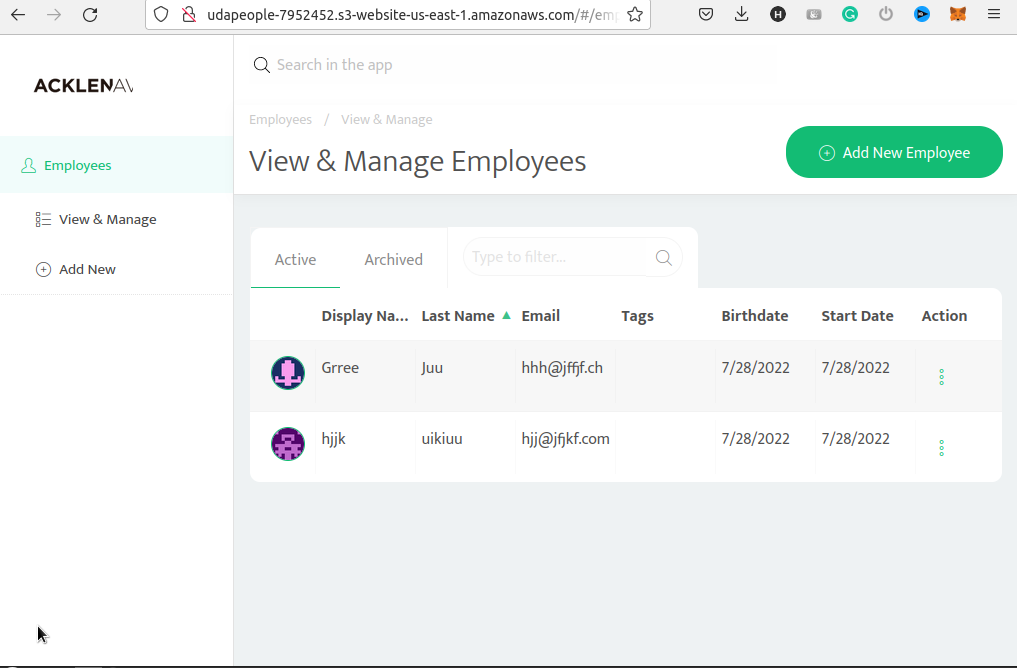 udapeople-7952452.s3-website-us-east-1.amazonaws.com/#/em
H
G
ACKLENAV
Search in the app
Employees / View & Manage
View & Manage Employees
Add New Employee
Employees
View & Manage
Add New
Active Archived Type to filter...
Display Na... Last Name Email Tags Birthdate Start Date Action
Grree Juu hhh@jffjf.ch 7/28/2022 7/28/2022
hjjk uikiuu hjj@jfjkf.com 7/28/2022 7/28/2022